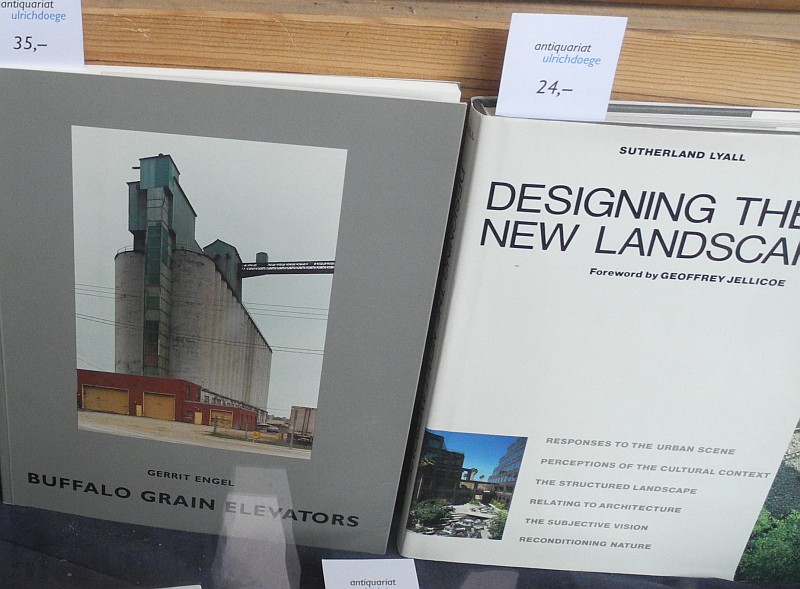 antiquariat
ulrichdoege
35,–
antiquariat
ulrichdoege
24,–
GERRIT ENGEL
BUFFALO GRAIN ELEVATORS
SUTHERLAND LYALL
DESIGNING THE
NEW LANDSCAP
Foreword by GEOFFREY JELLICOE
RESPONSES TO THE URBAN SCENE
PERCEPTIONS OF THE CULTURAL CONTEXT
THE STRUCTURED LANDSCAPE
RELATING TO ARCHITECTURE
THE SUBJECTIVE VISION
RECONDITIONING NATURE
antiquariat
ulrichdoege